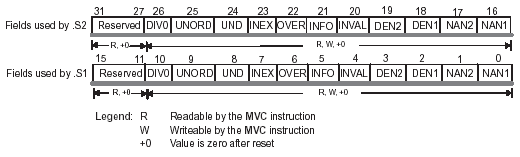 31 27 26 25 24 23 22 21 20 19 18 17 16
Fields used by .S2 Reserved DIV0 UNORD UND INEX OVER INFO INVAL DEN2 DEN1 NAN2 NAN1
R, +0 R, W, +0
15 11 10 9 8 7 6 5 4 3 2 1 0
Fields used by .S1 Reserved DIV0 UNORD UND INEX OVER INFO INVAL DEN2 DEN1 NAN2 NAN1
R, +0 R, W, +0
Legend: R Readable by the MVC instruction
W Writeable by the MVC instruction
+0 Value is zero after reset